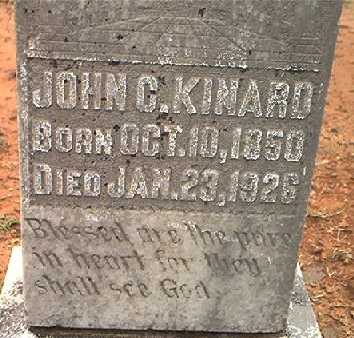 JOHN C. KINARD
BORN OCT. 10, 1850
DIED JAN. 23, 1926
Blessed are the pure
in heart for they
shall see God